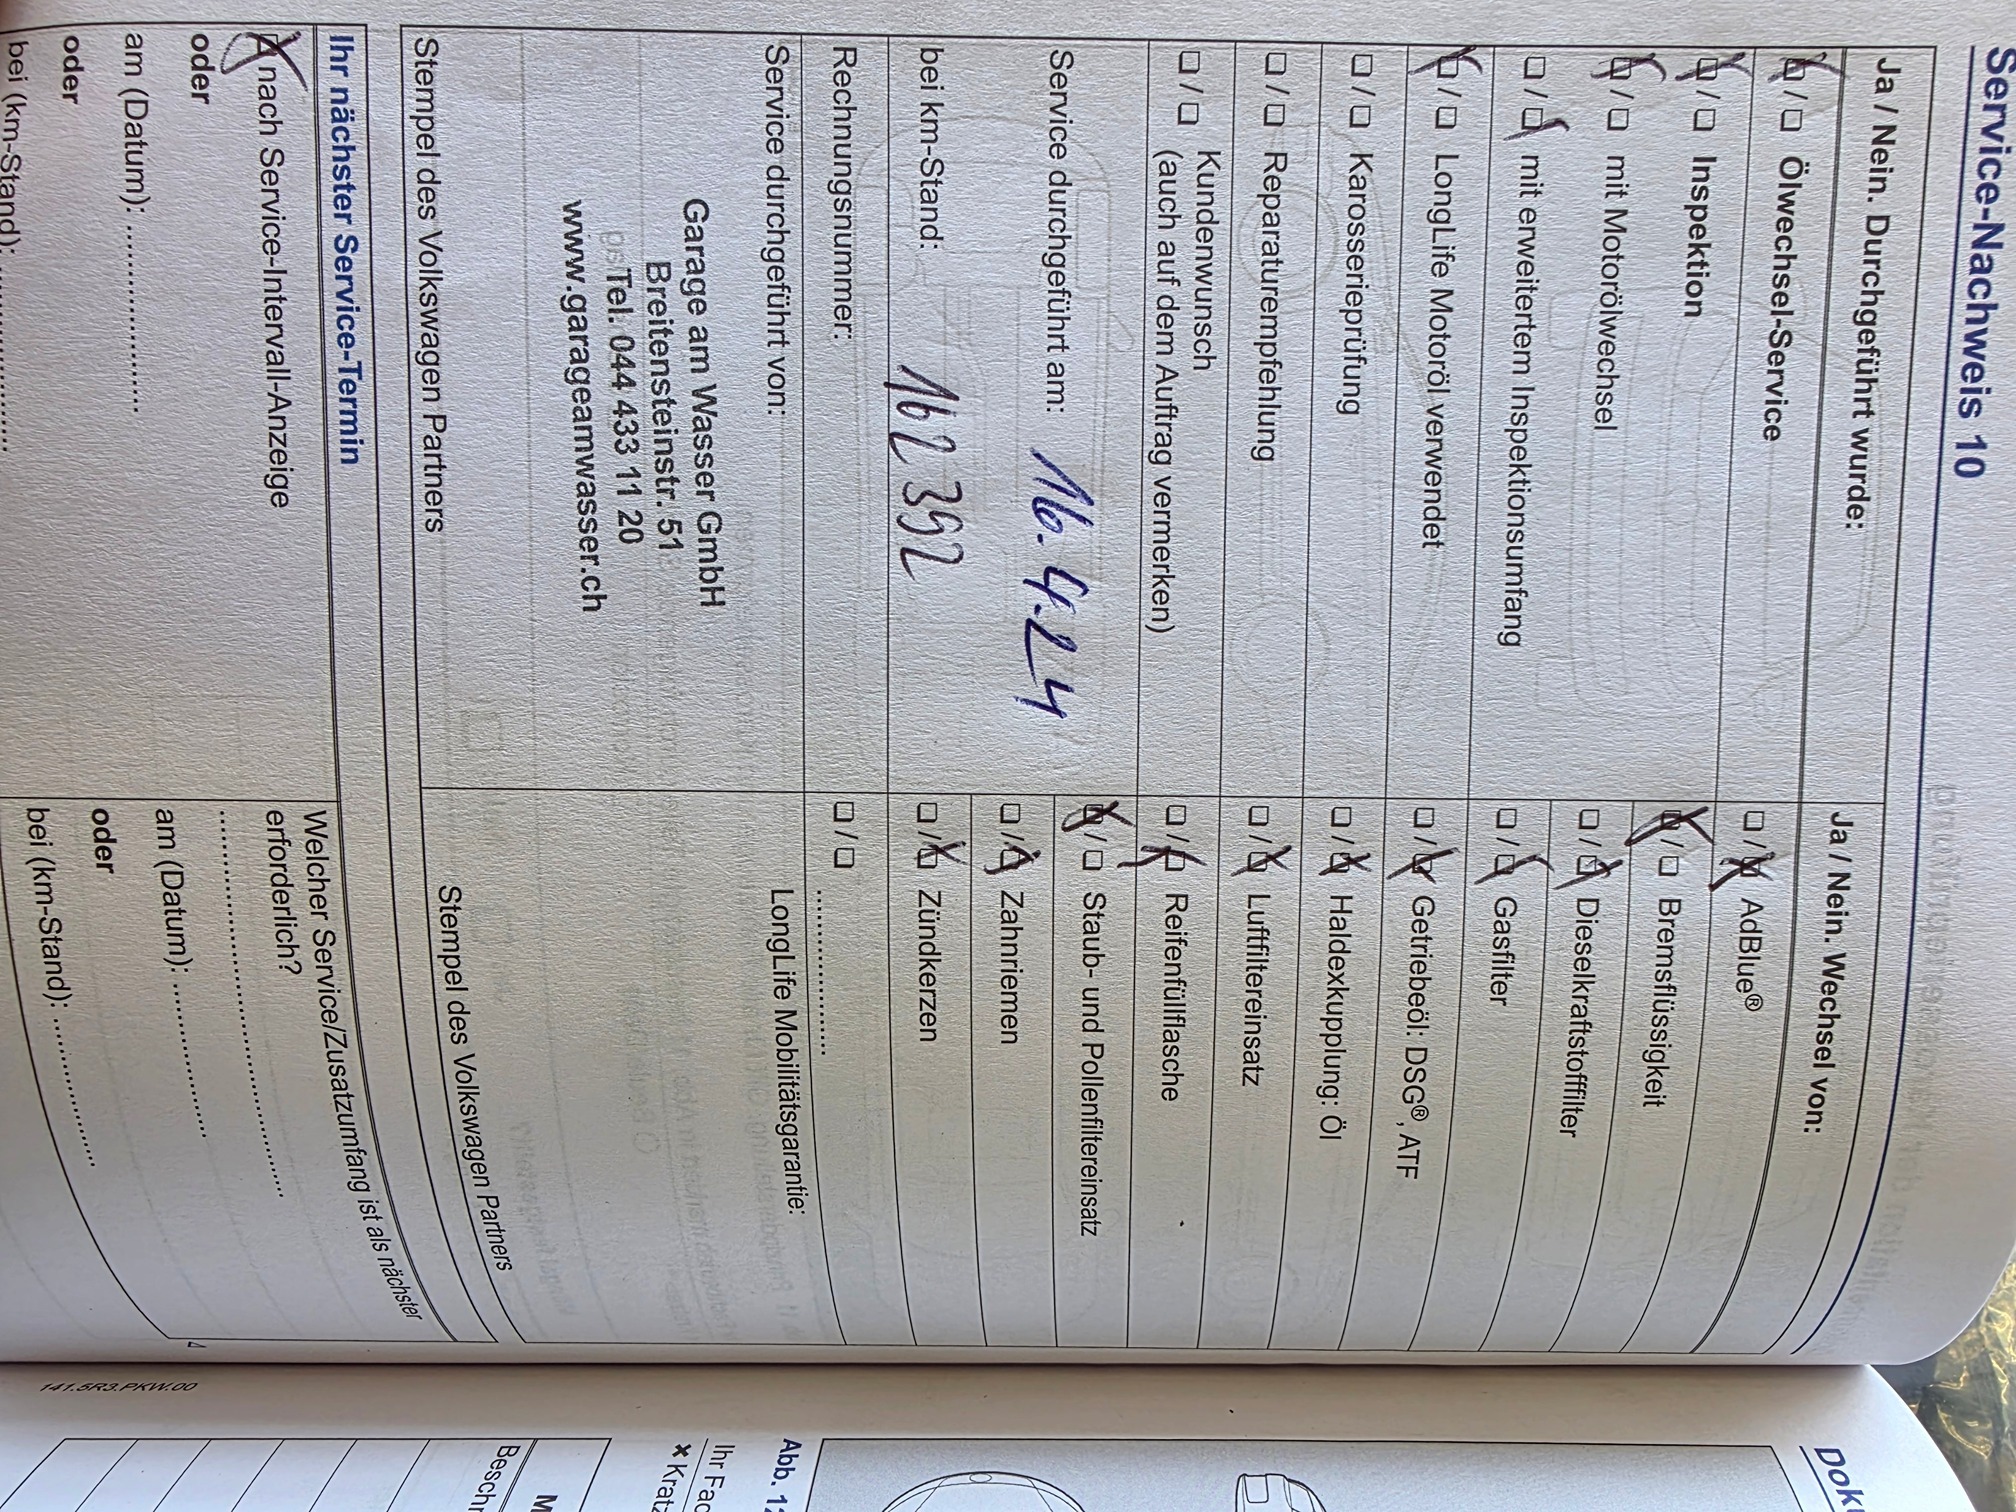 Service-Nachweis 10
Ja / Nein. Durchgeführt wurde:
☒ / ☐ Ölwechsel-Service
☒ / ☐ Inspektion
☒ / ☐ mit Motorölwechsel
☐ / ☒ mit erweitertem Inspektionsumfang
☒ / ☐ LongLife Motoröl verwendet
☐ / ☐ Karosserieprüfung
☐ / ☐ Reparaturempfehlung
☐ / ☐ Kundenwunsch
(auch auf dem Auftrag vermerken)
Service durchgeführt am: 16.4.24
bei km-Stand: 162392
Rechnungsnummer:
Service durchgeführt von:
Garage am Wasser GmbH
Breitensteinstr. 51
Tel. 044 433 11 20
www.garageamwasser.ch
Stempel des Volkswagen Partners
Ja / Nein. Wechsel von:
☐ / ☒ AdBlue®
☒ / ☐ Bremsflüssigkeit
☐ / ☒ Dieselkraftstofffilter
☐ / ☒ Gasfilter
☐ / ☒ Getriebeöl: DSG®, ATF
☐ / ☒ Haldexkupplung: Öl
☐ / ☒ Luftfiltereinsatz
☐ / ☒ Reifenfüllflasche
☒ / ☐ Staub- und Pollenfiltereinsatz
☐ / ☒ Zahnriemen
☐ / ☒ Zündkerzen
☐ / ☐ ....................
LongLife Mobilitätsgarantie:
Stempel des Volkswagen Partners
Ihr nächster Service-Termin
☒ nach Service-Intervall-Anzeige
oder
am (Datum): ....................
oder
bei (km-Stand): ....................
Welcher Service/Zusatzumfang ist als nächster
erforderlich?
........................................
am (Datum): ....................
oder
bei (km-Stand): ....................
141.5R3.PKW.00
Abb. 1
Ihr Fac
× Kratz